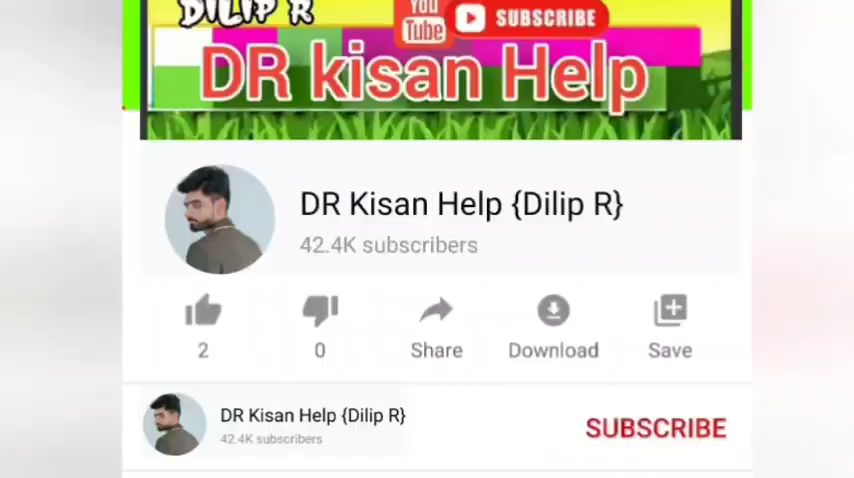 DILIP R
You Tube SUBSCRIBE
DR kisan Help
DR Kisan Help {Dilip R}
42.4K subscribers
2 0 Share Download Save
DR Kisan Help {Dilip R}
42.4K subscribers
SUBSCRIBE